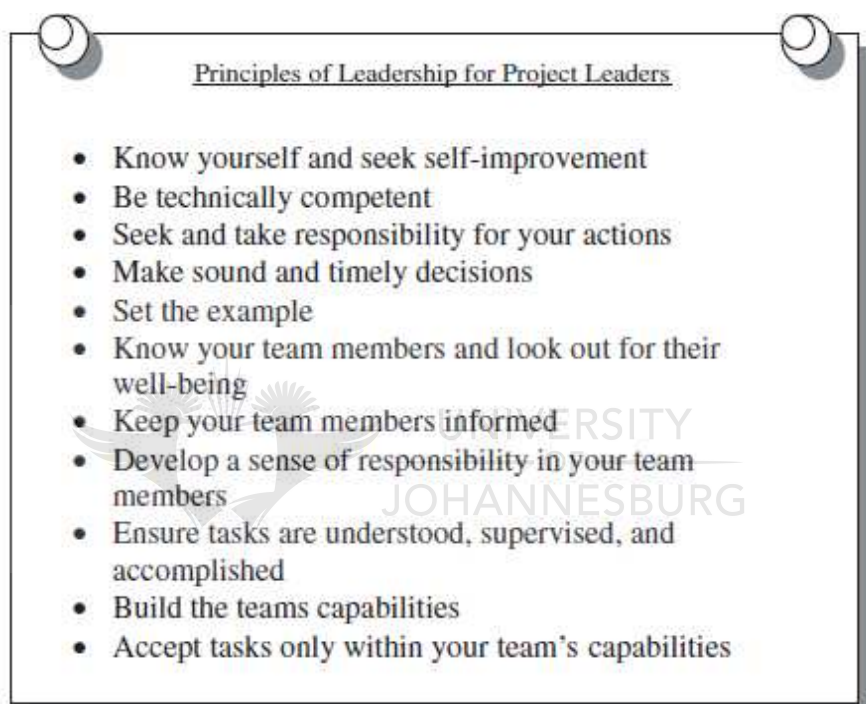 Principles of Leadership for Project Leaders
• Know yourself and seek self-improvement
• Be technically competent
• Seek and take responsibility for your actions
• Make sound and timely decisions
• Set the example
• Know your team members and look out for their
well-being
• Keep your team members informed
• Develop a sense of responsibility in your team
members
• Ensure tasks are understood, supervised, and
accomplished
• Build the teams capabilities
• Accept tasks only within your team's capabilities
UNIVERSITY
OF
JOHANNESBURG